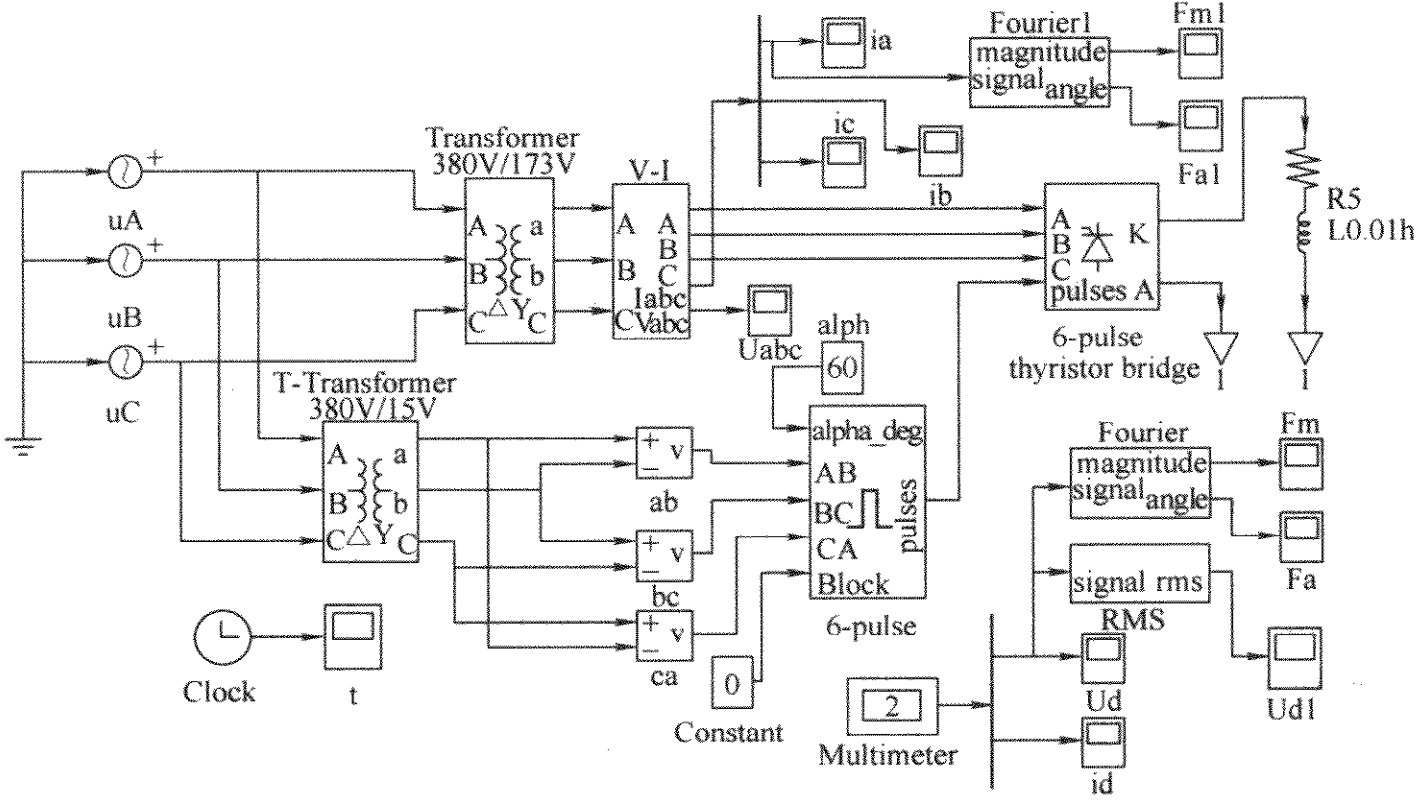 Fourier1
Fm1
ia
magnitude
signal
angle
Transformer
380V/173V
V-I
ic
ib
Fa1
uA
A
B
C
a
b
C
△ Y
A
B
C
A
B
C
Iabc
Vabc
A
B
C
pulses
K
A
R5
L0.01h
uB
Uabc
alph
60
6-pulse
thyristor bridge
1
1
uC
T-Transformer
380V/15V
A
B
C
a
b
C
△ Y
+
−
v
ab
+
−
v
bc
+
−
v
ca
alpha_deg
AB
BC
CA
Block
pulses
6-pulse
Fourier
Fm
magnitude
signal
angle
Fa
signal rms
RMS
Clock
t
0
Constant
2
Multimeter
Ud
Ud1
id
+
+
+